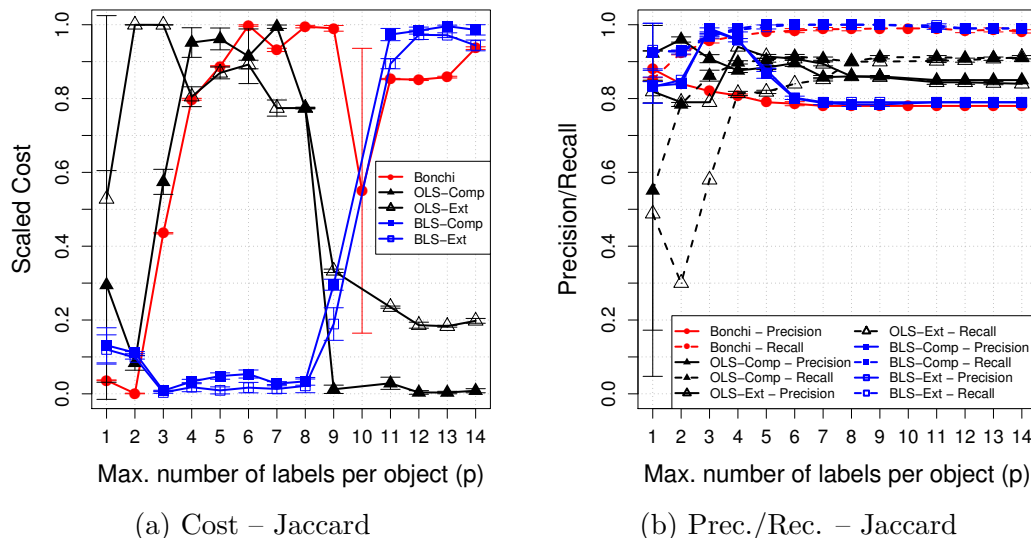 Scaled Cost
1.0
0.8
0.6
0.4
0.2
0.0
Bonchi
OLS−Comp
OLS−Ext
BLS−Comp
BLS−Ext
1 2 3 4 5 6 7 8 9 10 11 12 13 14
Max. number of labels per object (p)
(a) Cost – Jaccard
Precision/Recall
1.0
0.8
0.6
0.4
0.2
0.0
Bonchi − Precision
Bonchi − Recall
OLS−Comp − Precision
OLS−Comp − Recall
OLS−Ext − Precision
OLS−Ext − Recall
BLS−Comp − Precision
BLS−Comp − Recall
BLS−Ext − Precision
BLS−Ext − Recall
1 2 3 4 5 6 7 8 9 10 11 12 13 14
Max. number of labels per object (p)
(b) Prec./Rec. – Jaccard